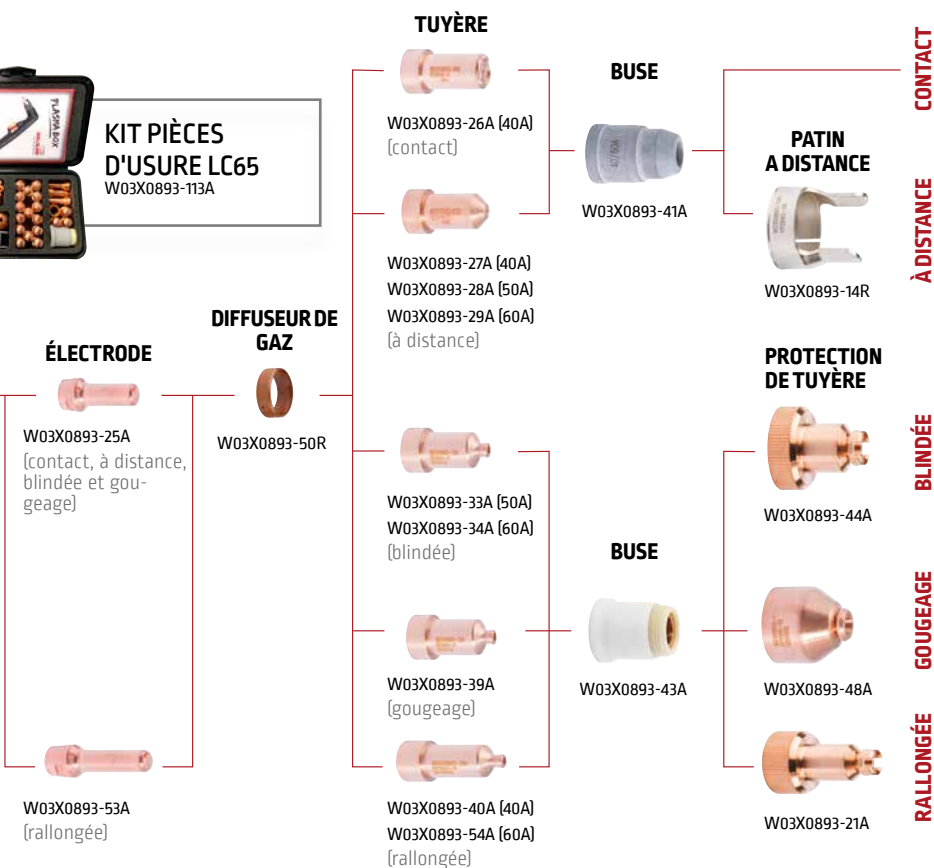 TUYÈRE
BUSE
CONTACT
PLASMA BOX
KIT PIÈCES
D'USURE LC65
W03X0893-113A
W03X0893-26A (40A)
(contact)
40/60A
W03X0893-41A
PATIN
A DISTANCE
À DISTANCE
W03X0893-14R
W03X0893-27A (40A)
W03X0893-28A (50A)
W03X0893-29A (60A)
(à distance)
DIFFUSEUR DE
GAZ
W03X0893-50R
ÉLECTRODE
W03X0893-25A
(contact, à distance,
blindée et gou-
geage)
PROTECTION
DE TUYÈRE
BLINDÉE
W03X0893-44A
W03X0893-33A (50A)
W03X0893-34A (60A)
(blindée)
BUSE
W03X0893-43A
GOUGEAGE
W03X0893-48A
W03X0893-39A
(gougeage)
RALLONGÉE
W03X0893-21A
W03X0893-53A
(rallongée)
W03X0893-40A (40A)
W03X0893-54A (60A)
(rallongée)